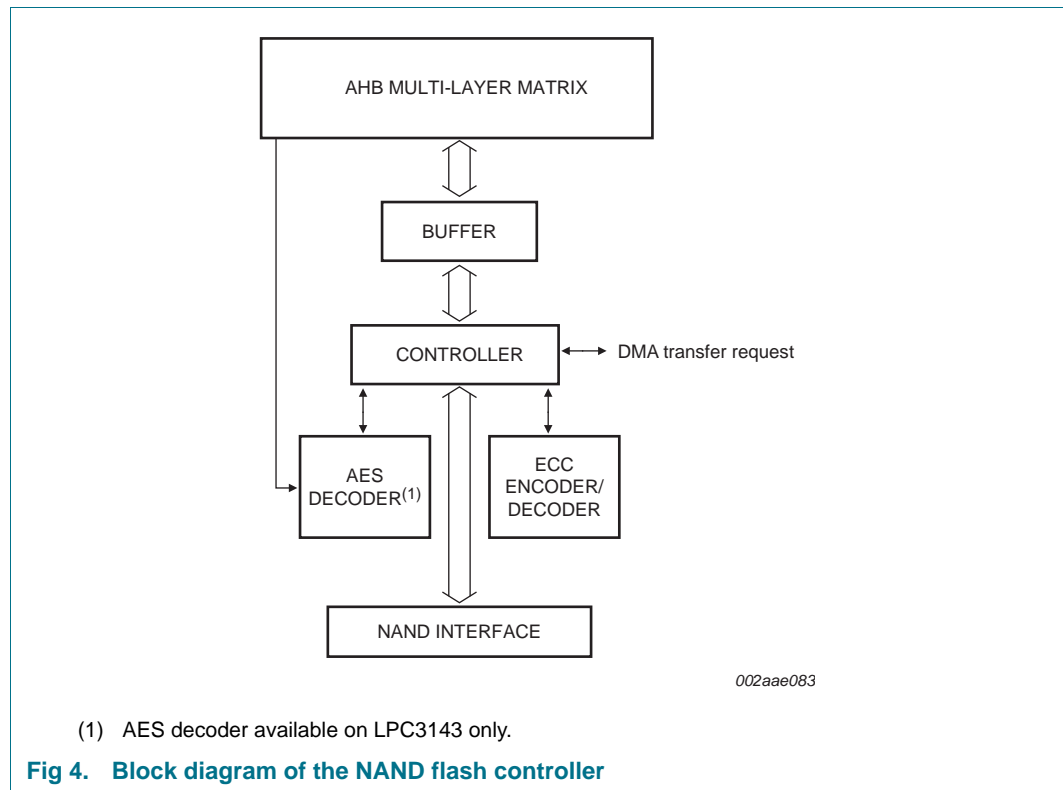 AHB MULTI-LAYER MATRIX
BUFFER
CONTROLLER
DMA transfer request
AES
DECODER(1)
ECC
ENCODER/
DECODER
NAND INTERFACE
002aae083
(1) AES decoder available on LPC3143 only.
Fig 4. Block diagram of the NAND flash controller